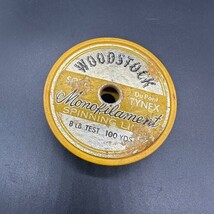 WOODSTOCK
Du Pont
TYNEX
Monofilament
SPINNING
8 LB. TEST 100 YDS